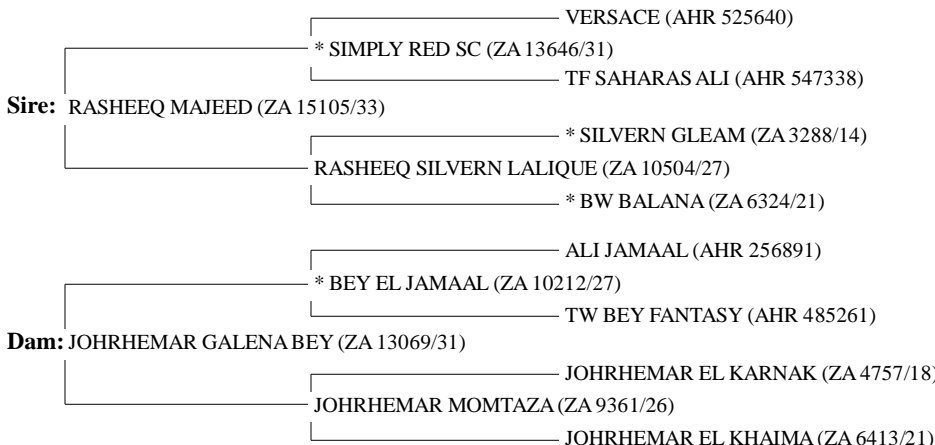 VERSACE (AHR 525640)
* SIMPLY RED SC (ZA 13646/31)
TF SAHARAS ALI (AHR 547338)
Sire: RASHEEQ MAJEED (ZA 15105/33)
* SILVERN GLEAM (ZA 3288/14)
RASHEEQ SILVERN LALIQUE (ZA 10504/27)
* BW BALANA (ZA 6324/21)
ALI JAMAAL (AHR 256891)
* BEY EL JAMAAL (ZA 10212/27)
TW BEY FANTASY (AHR 485261)
Dam: JOHRHEMAR GALENA BEY (ZA 13069/31)
JOHRHEMAR EL KARNAK (ZA 4757/18)
JOHRHEMAR MOMTAZA (ZA 9361/26)
JOHRHEMAR EL KHAIMA (ZA 6413/21)